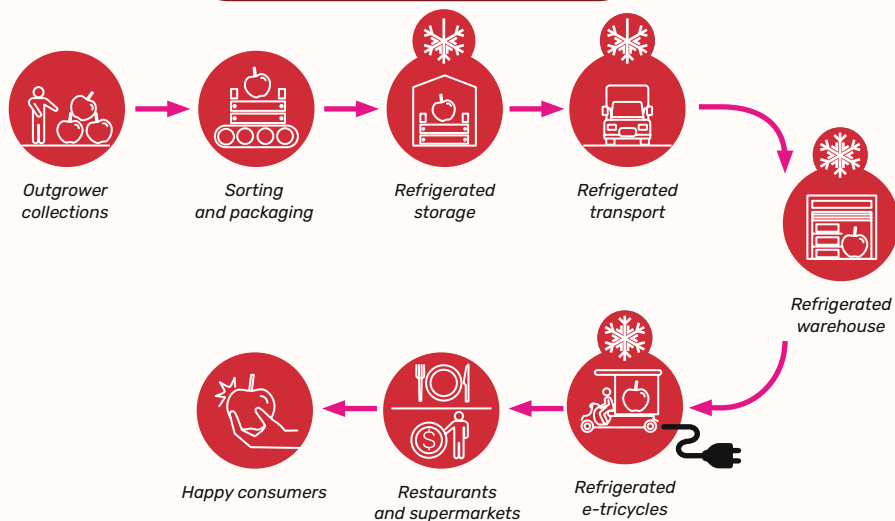 Outgrower
collections
Sorting
and packaging
Refrigerated
storage
Refrigerated
transport
Refrigerated
warehouse
Refrigerated
e-tricycles
Restaurants
and supermarkets
Happy consumers